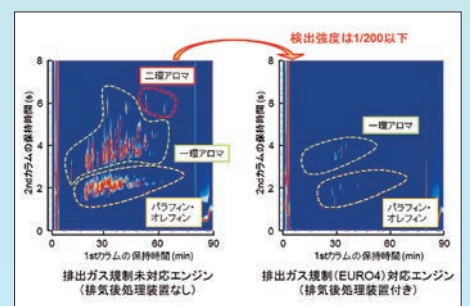 検出強度は1/200以下
8
6
4
2
0
0
30
60
90
2ndカラムの保持時間(s)
1stカラムの保持時間(min)
二環アロマ
一環アロマ
パラフィン・
オレフィン
排出ガス規制未対応エンジン
(排気後処理装置なし)
8
6
4
2
0
0
30
60
90
2ndカラムの保持時間(s)
1stカラムの保持時間(min)
一環アロマ
パラフィン・
オレフィン
排出ガス規制(EURO4)対応エンジン
(排気後処理装置付き)